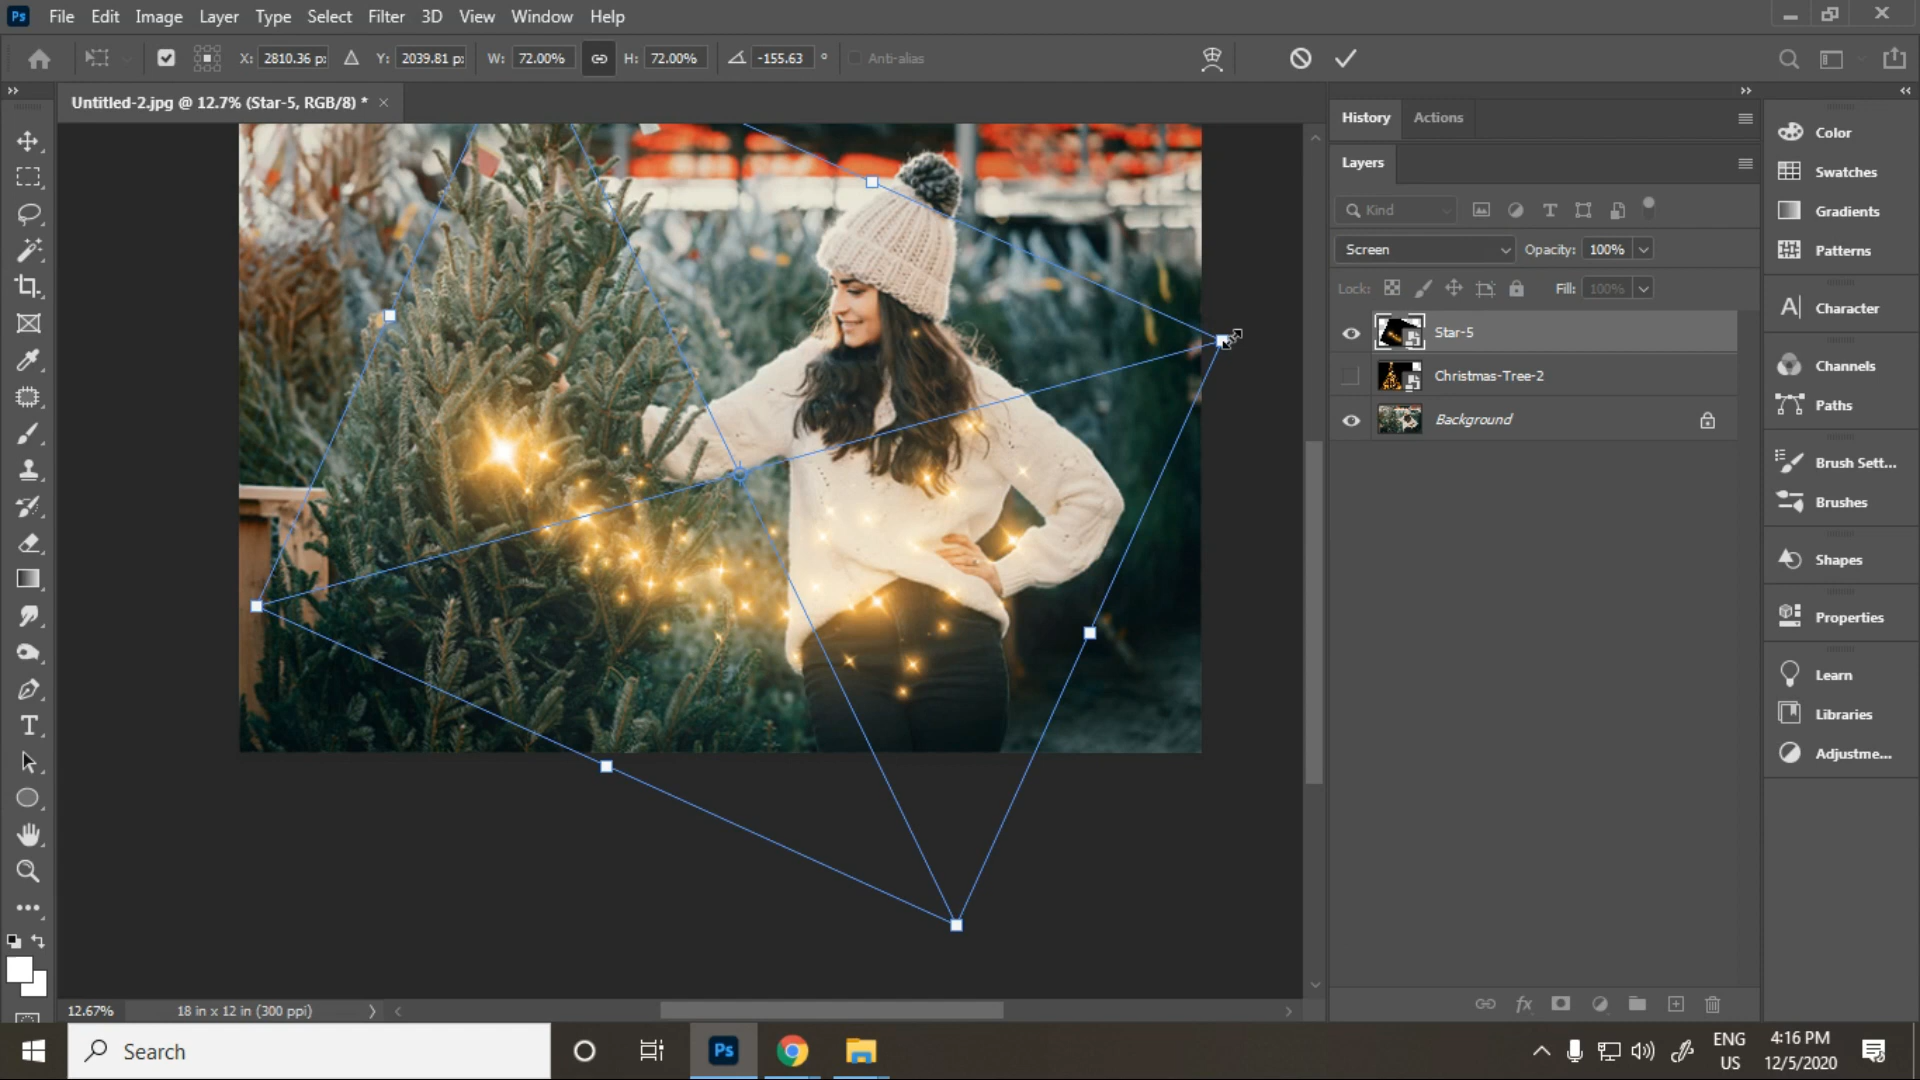 Ps File Edit Image Layer Type Select Filter 3D View Window Help
X: 2810.36 p: Y: 2039.81 p: W: 72.00% H: 72.00% -155.63 ° Anti-alias
Untitled-2.jpg @ 12.7% (Star-5, RGB/8) * ×
History Actions
Layers
Kind
Screen Opacity: 100%
Lock: Fill: 100%
Star-5
Christmas-Tree-2
Background
Color
Swatches
Gradients
Patterns
Character
Channels
Paths
Brush Sett...
Brushes
Shapes
Properties
Learn
Libraries
Adjustme...
12.67% 18 in x 12 in (300 ppi)
Search
Ps
ENG
US
4:16 PM
12/5/2020